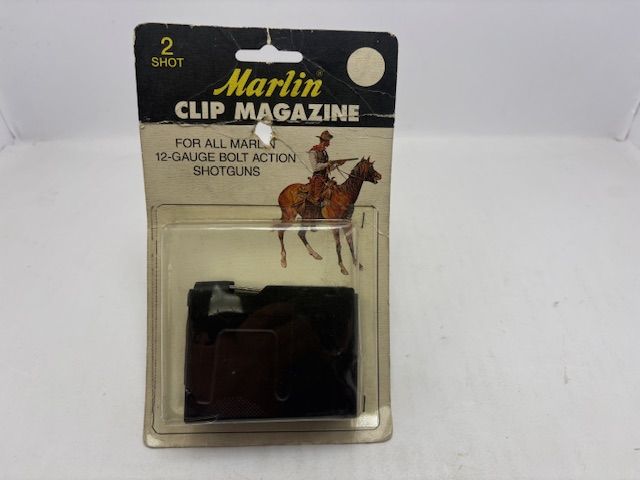 2
SHOT
Marlin®
CLIP MAGAZINE
FOR ALL MARLIN
12-GAUGE BOLT ACTION
SHOTGUNS